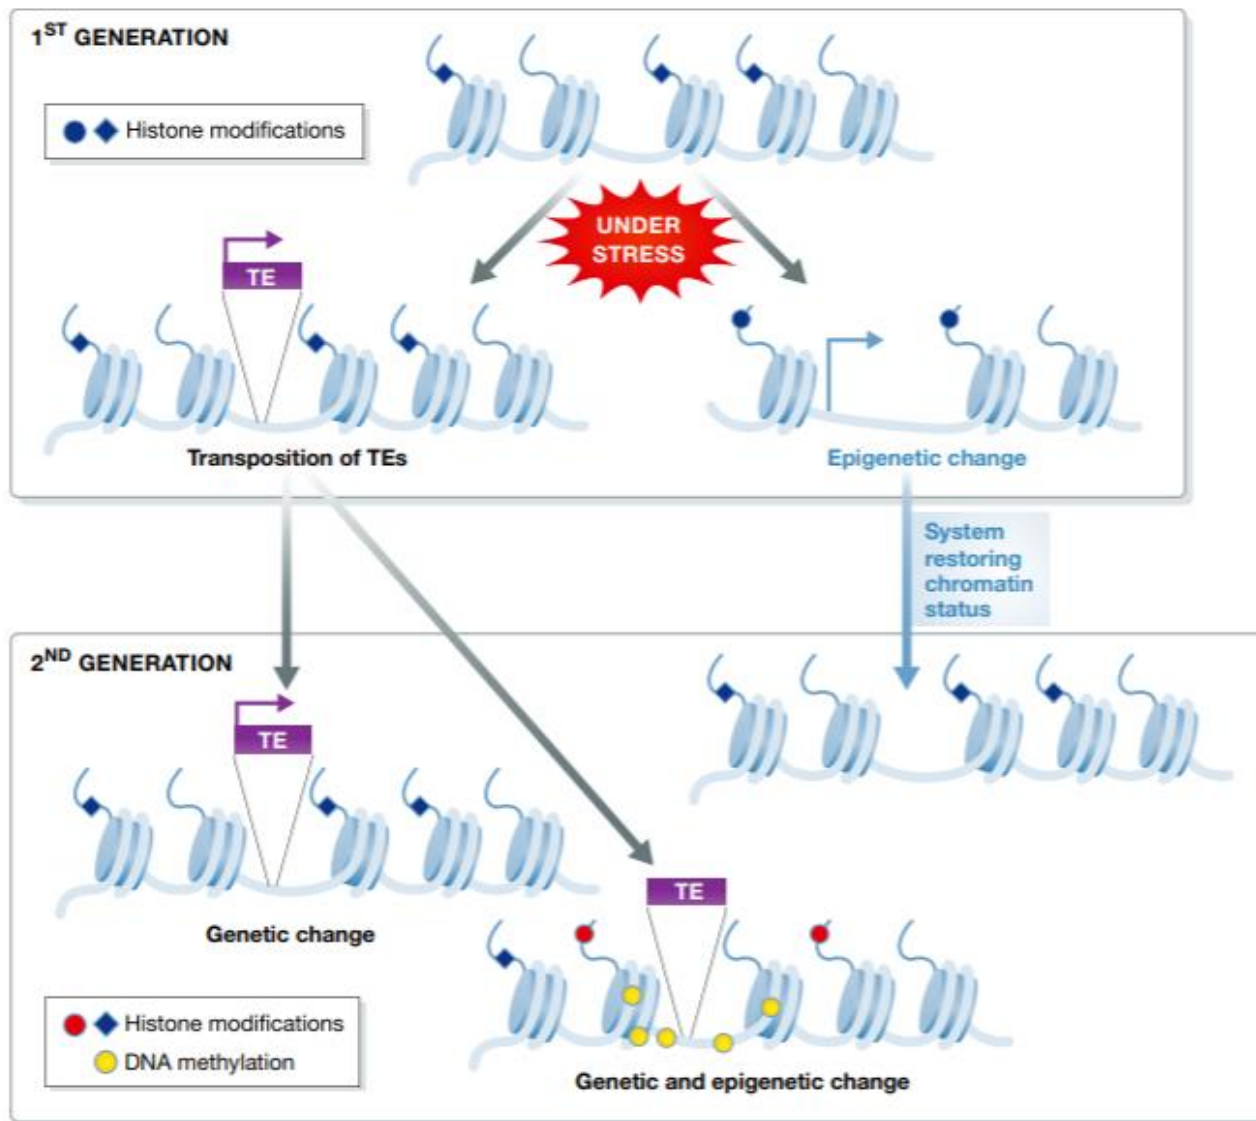 1ST GENERATION
Histone modifications
UNDER
STRESS
TE
Transposition of TEs
Epigenetic change
System
restoring
chromatin
status
2ND GENERATION
TE
Genetic change
TE
Histone modifications
DNA methylation
Genetic and epigenetic change